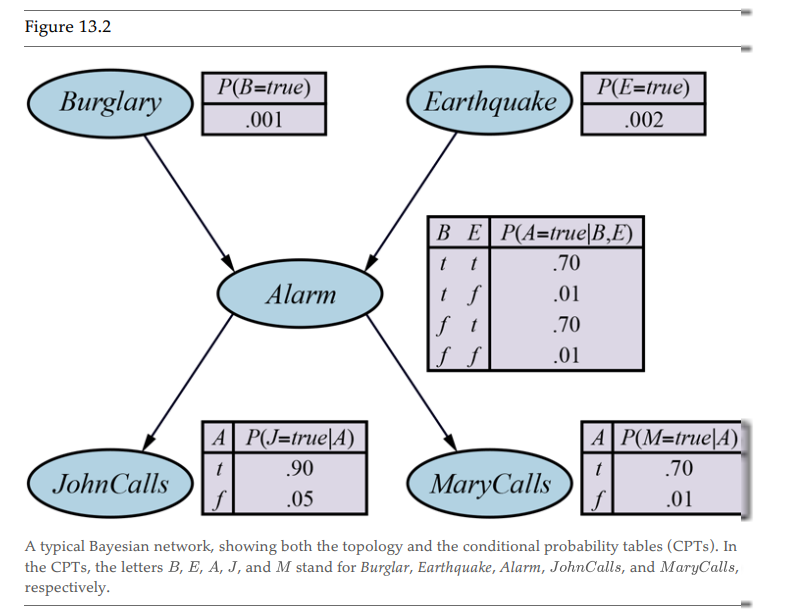 Figure 13.2
Burglary
P(B=true)
.001
Earthquake
P(E=true)
.002
B E P(A=true|B,E)
t t .70
t f .01
f t .70
f f .01
Alarm
A P(J=true|A)
t .90
f .05
JohnCalls
A P(M=true|A)
t .70
f .01
MaryCalls
A typical Bayesian network, showing both the topology and the conditional probability tables (CPTs). In
the CPTs, the letters B, E, A, J, and M stand for Burglar, Earthquake, Alarm, JohnCalls, and MaryCalls,
respectively.